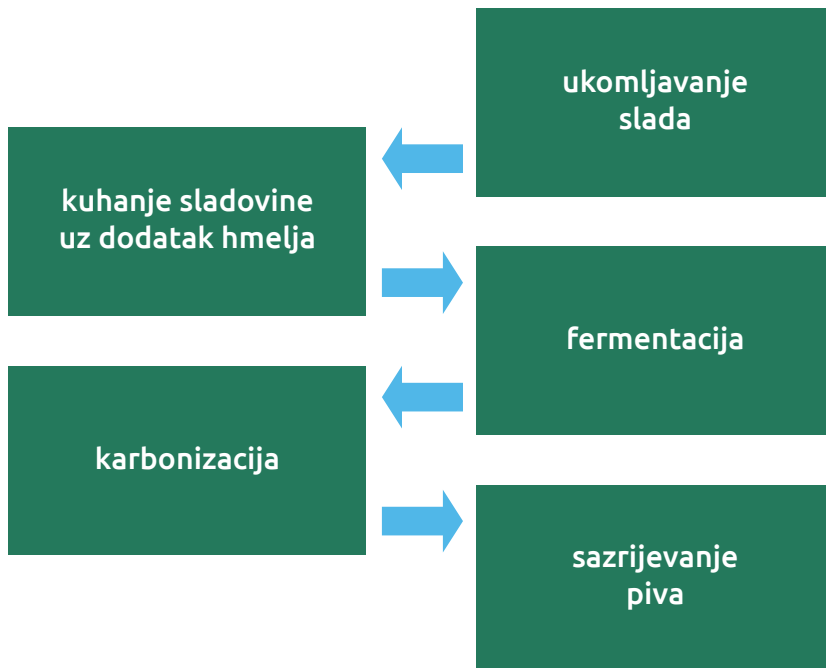 ukomljavanje
slada
kuhanje sladovine
uz dodatak hmelja
fermentacija
karbonizacija
sazrijevanje
piva